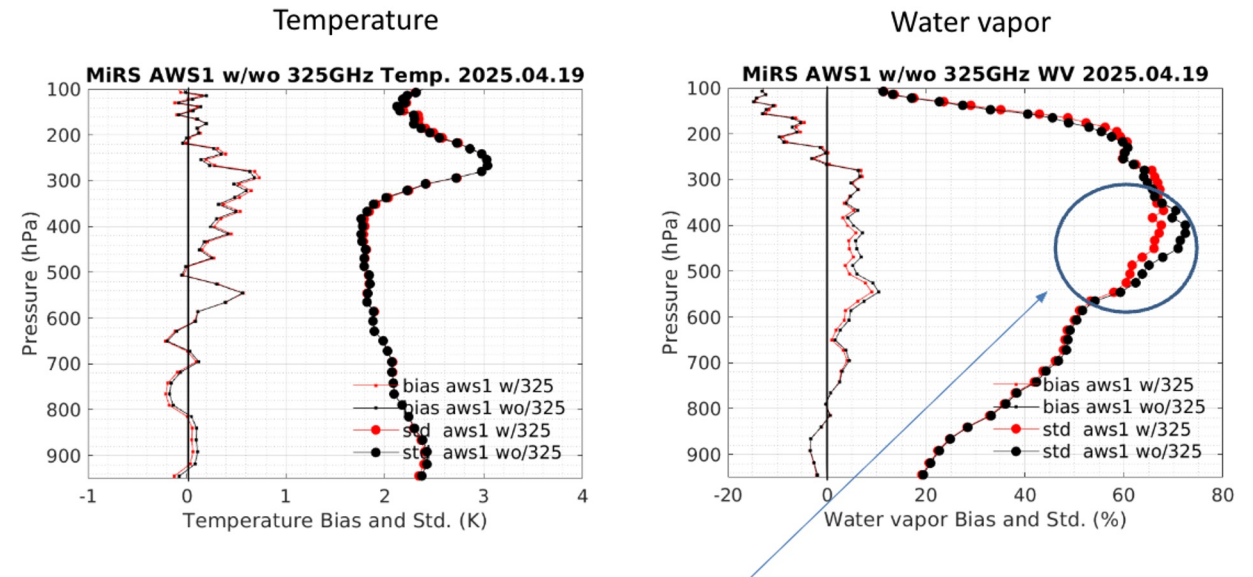 Temperature
MiRS AWS1 w/wo 325GHz Temp. 2025.04.19
100
200
300
400
500
600
700
800
900
Pressure (hPa)
bias aws1 w/325
bias aws1 wo/325
std aws1 w/325
std aws1 wo/325
-1 0 1 2 3 4
Temperature Bias and Std. (K)
Water vapor
MiRS AWS1 w/wo 325GHz WV 2025.04.19
100
200
300
400
500
600
700
800
900
Pressure (hPa)
bias aws1 w/325
bias aws1 wo/325
std aws1 w/325
std aws1 wo/325
-20 0 20 40 60 80
Water vapor Bias and Std. (%)